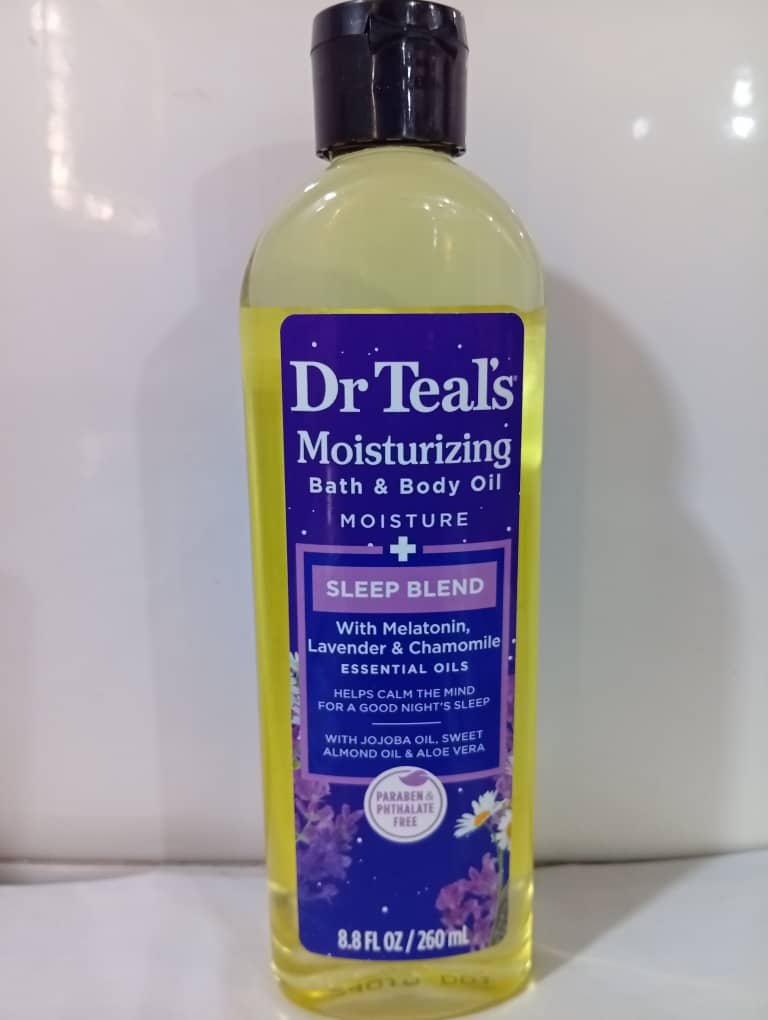 Dr Teal's
Moisturizing
Bath & Body Oil
MOISTURE
+
SLEEP BLEND
With Melatonin,
Lavender & Chamomile
ESSENTIAL OILS
HELPS CALM THE MIND
FOR A GOOD NIGHT'S SLEEP
WITH JOJOBA OIL, SWEET
ALMOND OIL & ALOE VERA
PARABEN &
PHTHALATE
FREE
8.8 FL OZ / 260 mL